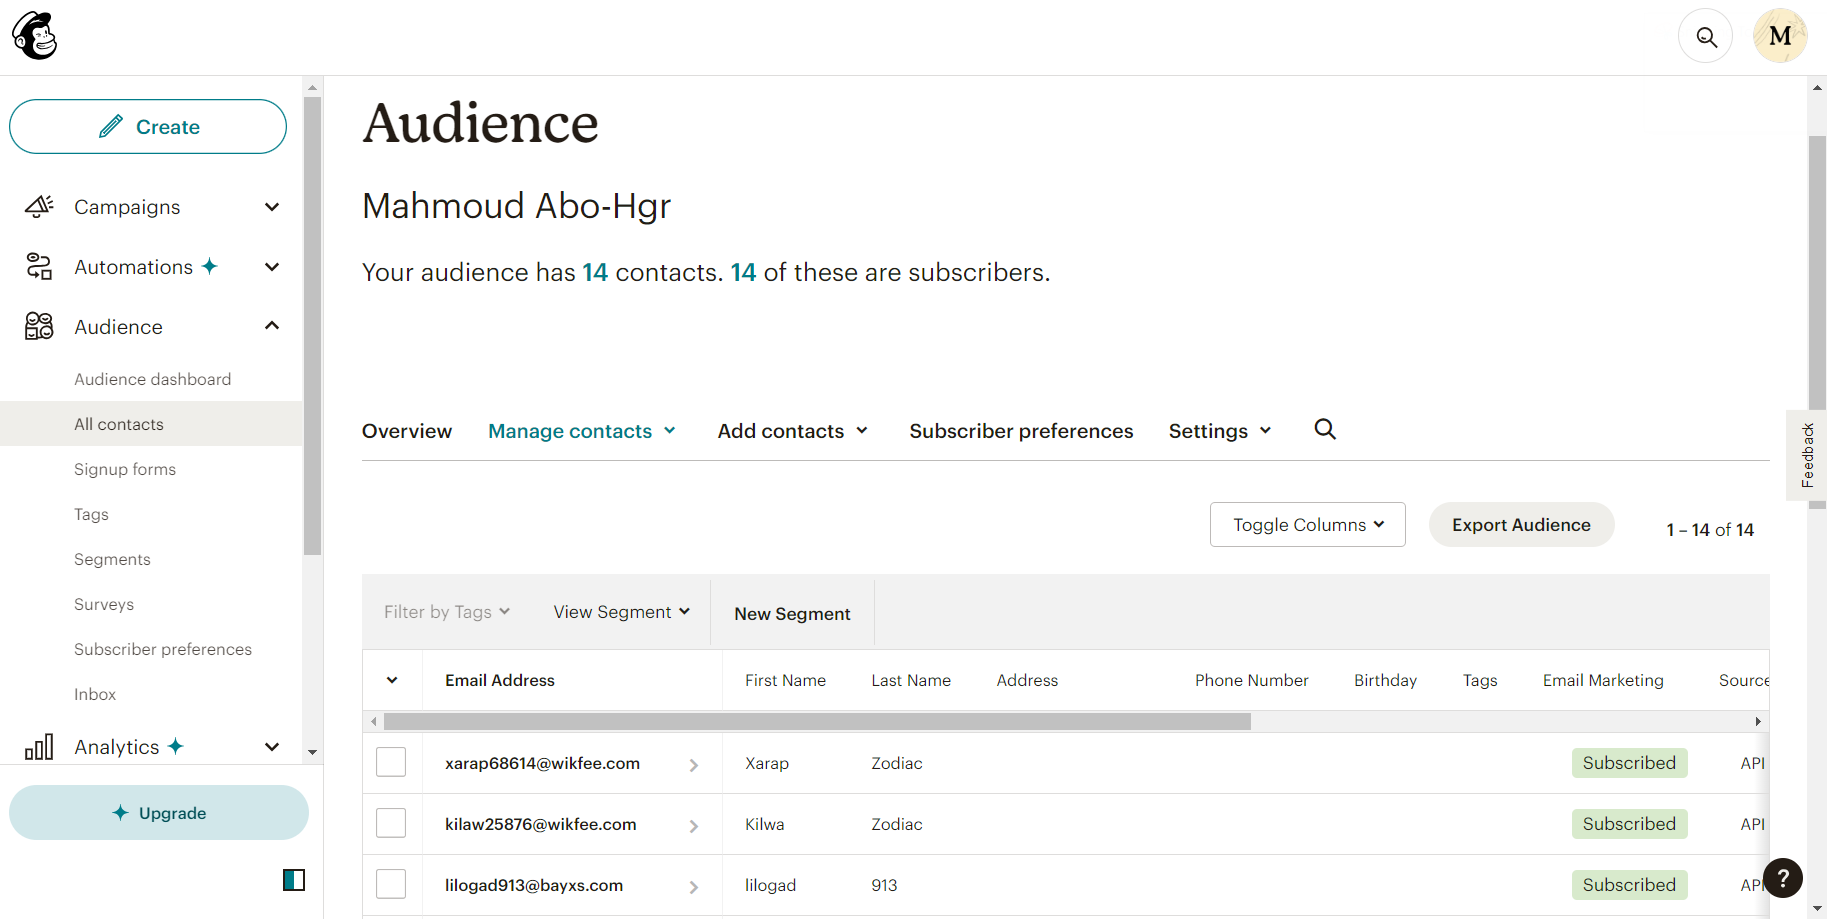 M
Create
Campaigns
Automations
Audience
Audience dashboard
All contacts
Signup forms
Tags
Segments
Surveys
Subscriber preferences
Inbox
Analytics
Upgrade
Audience
Mahmoud Abo-Hgr
Your audience has 14 contacts. 14 of these are subscribers.
Overview Manage contacts Add contacts Subscriber preferences Settings
Feedback
Toggle Columns Export Audience 1 – 14 of 14
Filter by Tags View Segment New Segment
Email Address First Name Last Name Address Phone Number Birthday Tags Email Marketing Source
xarap68614@wikfee.com Xarap Zodiac Subscribed API
kilaw25876@wikfee.com Kilwa Zodiac Subscribed API
lilogad913@bayxs.com lilogad 913 Subscribed API
?